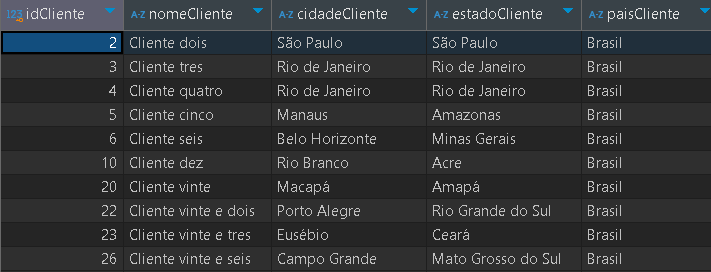 123 idCliente A-Z nomeCliente A-Z cidadeCliente A-Z estadoCliente A-Z paisCliente
2 Cliente dois São Paulo São Paulo Brasil
3 Cliente tres Rio de Janeiro Rio de Janeiro Brasil
4 Cliente quatro Rio de Janeiro Rio de Janeiro Brasil
5 Cliente cinco Manaus Amazonas Brasil
6 Cliente seis Belo Horizonte Minas Gerais Brasil
10 Cliente dez Rio Branco Acre Brasil
20 Cliente vinte Macapá Amapá Brasil
22 Cliente vinte e dois Porto Alegre Rio Grande do Sul Brasil
23 Cliente vinte e tres Eusébio Ceará Brasil
26 Cliente vinte e seis Campo Grande Mato Grosso do Sul Brasil